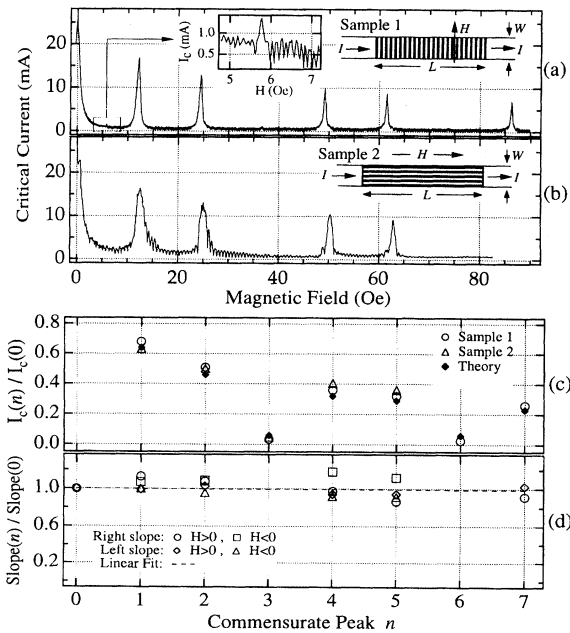 Sample 1
H
W
I
I
L
(a)
20
10
0
Critical Current (mA)
I_c (mA)
1.0
0.5
5
6
7
H (Oe)
Sample 2
H
W
I
I
L
(b)
20
10
0
0
20
40
60
80
Magnetic Field (Oe)
0.8
0.6
0.4
0.2
0.0
I_c(n) / I_c(0)
Sample 1
Sample 2
Theory
(c)
1.0
0.6
0.2
Slope(n) / Slope(0)
Right slope: ○ H>0 , □ H<0
Left slope: ◇ H>0 , △ H<0
Linear Fit: ---
(d)
0
1
2
3
4
5
6
7
Commensurate Peak n